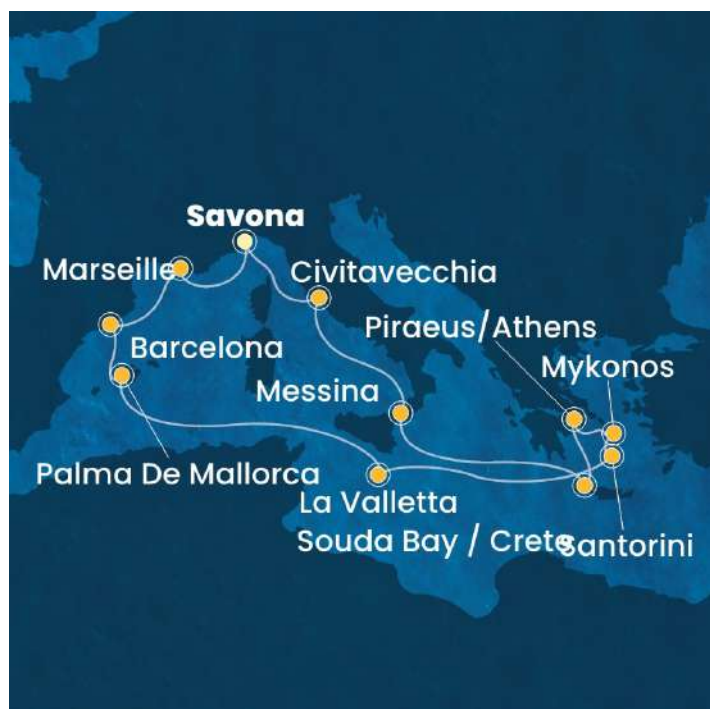 Savona
Marseille
Civitavecchia
Piraeus/Athens
Barcelona
Mykonos
Messina
Palma De Mallorca
La Valletta
Souda Bay / Crete
Santorini